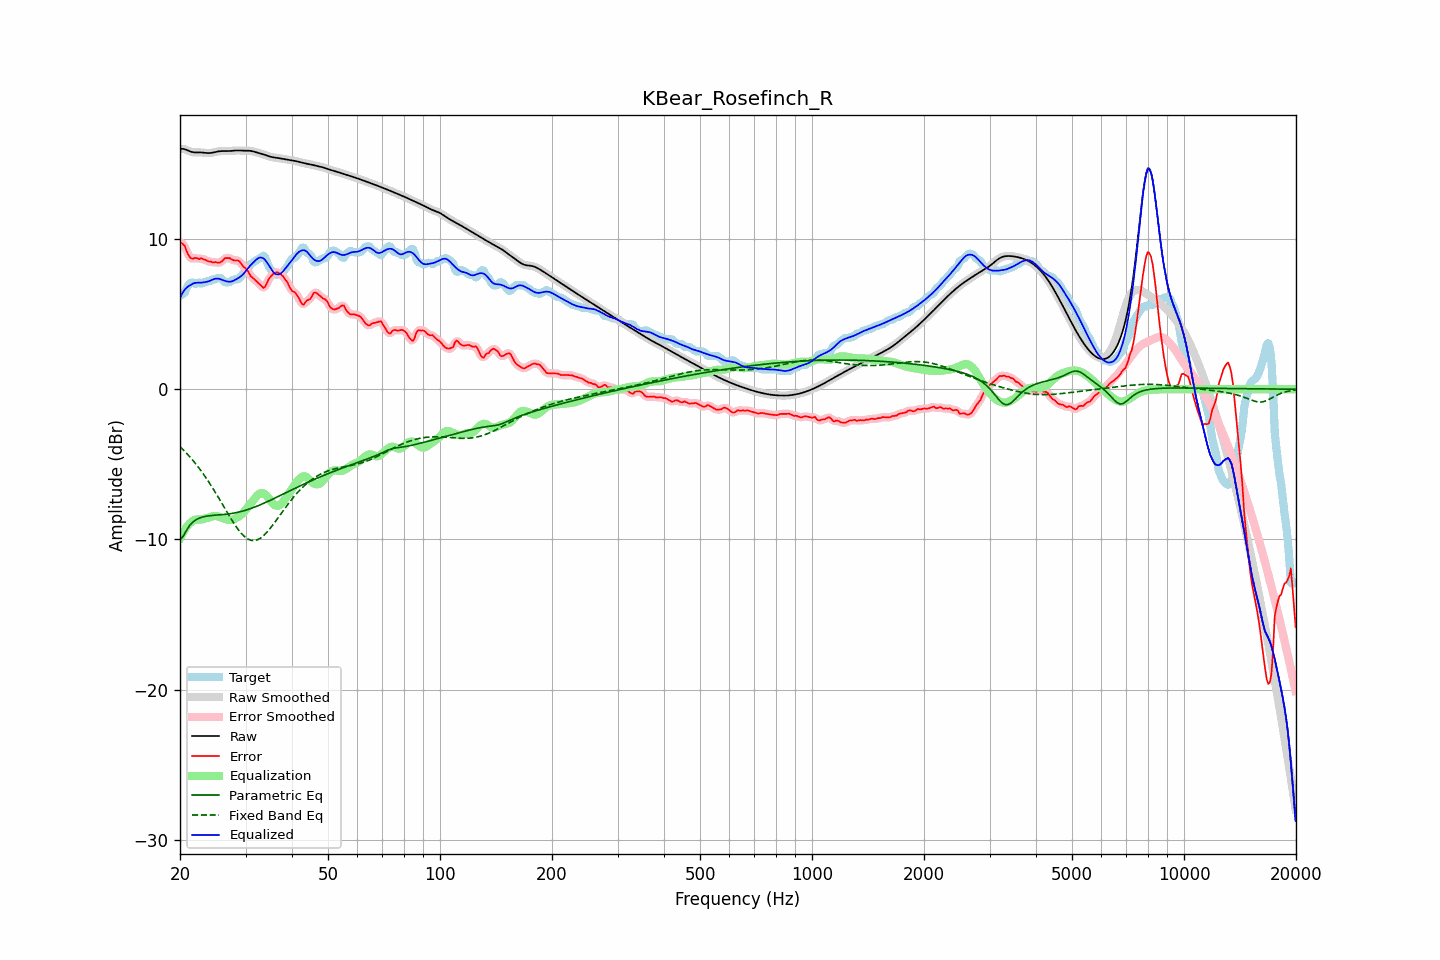 KBear_Rosefinch_R
10
0
−10
−20
−30
Amplitude (dBr)
Target
Raw Smoothed
Error Smoothed
Raw
Error
Equalization
Parametric Eq
Fixed Band Eq
Equalized
20 50 100 200 500 1000 2000 5000 10000 20000
Frequency (Hz)